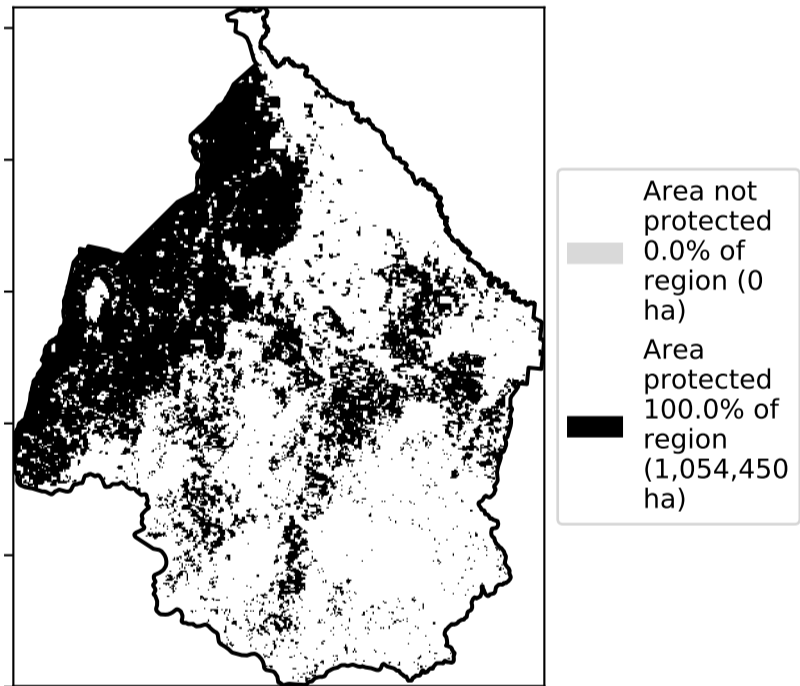 Area not
protected
0.0% of
region (0
ha)
Area
protected
100.0% of
region
(1,054,450
ha)